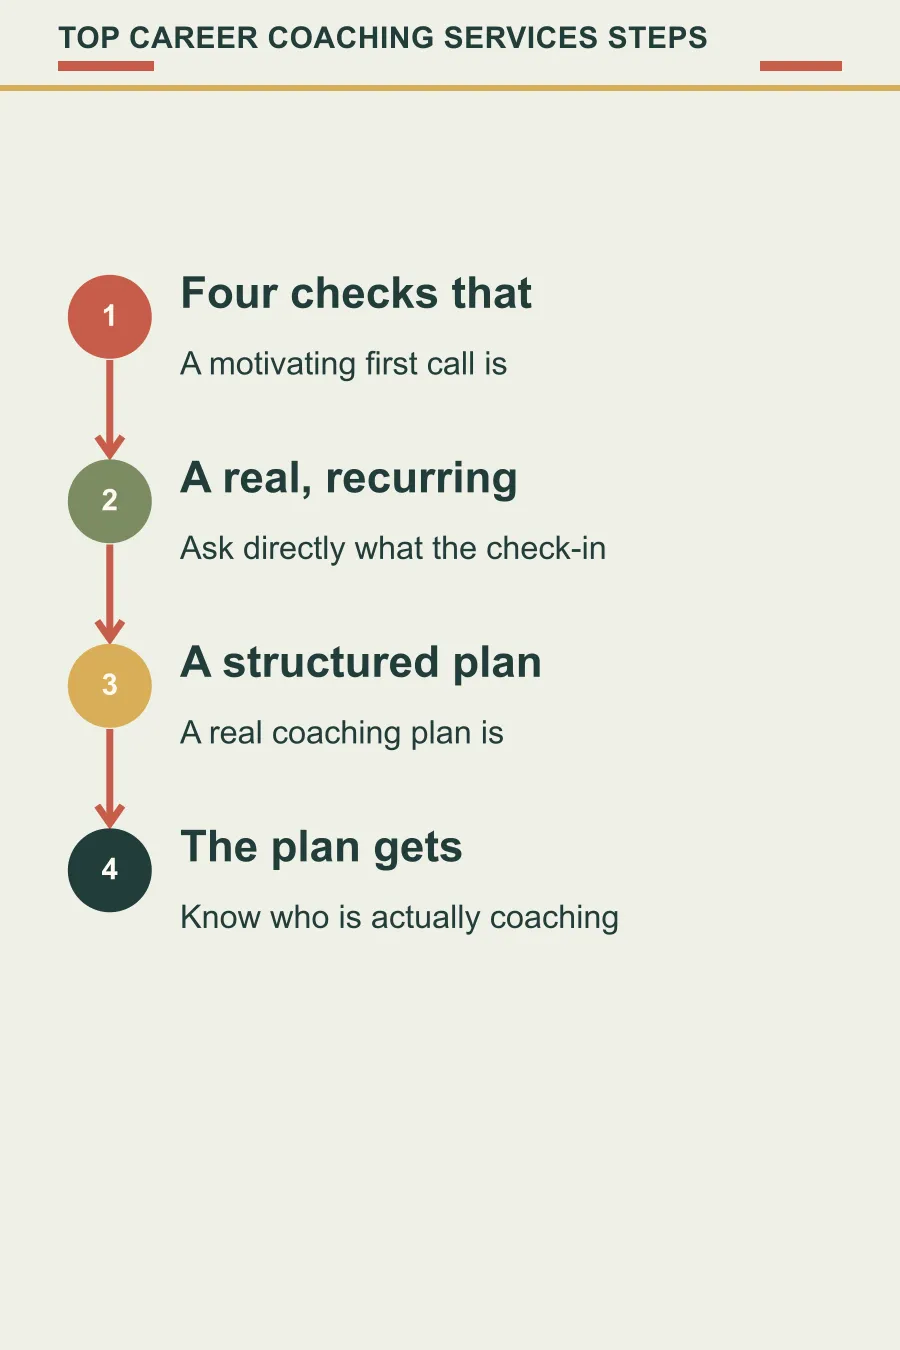 TOP CAREER COACHING SERVICES STEPS
1
Four checks that
A motivating first call is
2
A real, recurring
Ask directly what the check-in
3
A structured plan
A real coaching plan is
4
The plan gets
Know who is actually coaching